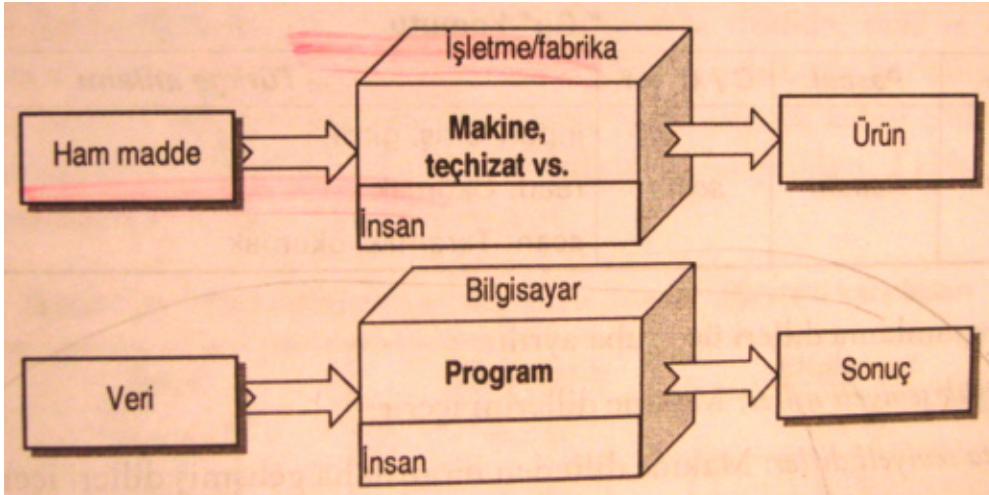 İşletme/fabrika
Ham madde
Makine,
teçhizat vs.
İnsan
Ürün
Bilgisayar
Veri
Program
İnsan
Sonuç